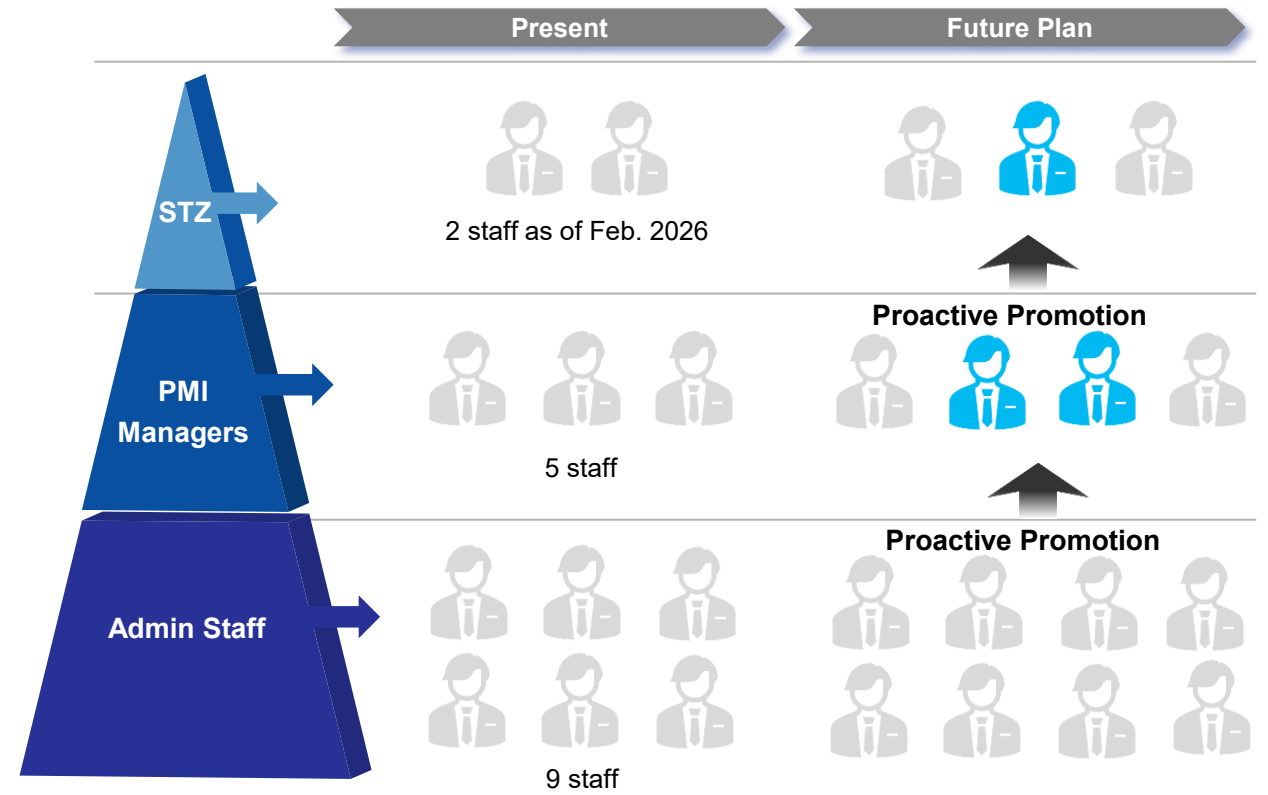 Present
Future Plan
STZ
2 staff as of Feb. 2026
Proactive Promotion
PMI
Managers
5 staff
Proactive Promotion
Admin Staff
9 staff